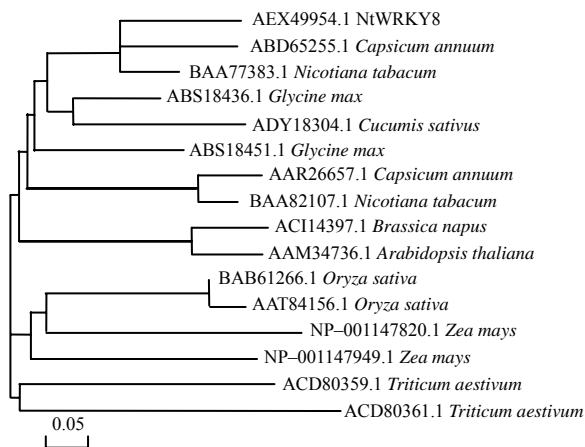 AEX49954.1 NtWRKY8
ABD65255.1 Capsicum annuum
BAA77383.1 Nicotiana tabacum
ABS18436.1 Glycine max
ADY18304.1 Cucumis sativus
ABS18451.1 Glycine max
AAR26657.1 Capsicum annuum
BAA82107.1 Nicotiana tabacum
ACI14397.1 Brassica napus
AAM34736.1 Arabidopsis thaliana
BAB61266.1 Oryza sativa
AAT84156.1 Oryza sativa
NP–001147820.1 Zea mays
NP–001147949.1 Zea mays
ACD80359.1 Triticum aestivum
ACD80361.1 Triticum aestivum
0.05